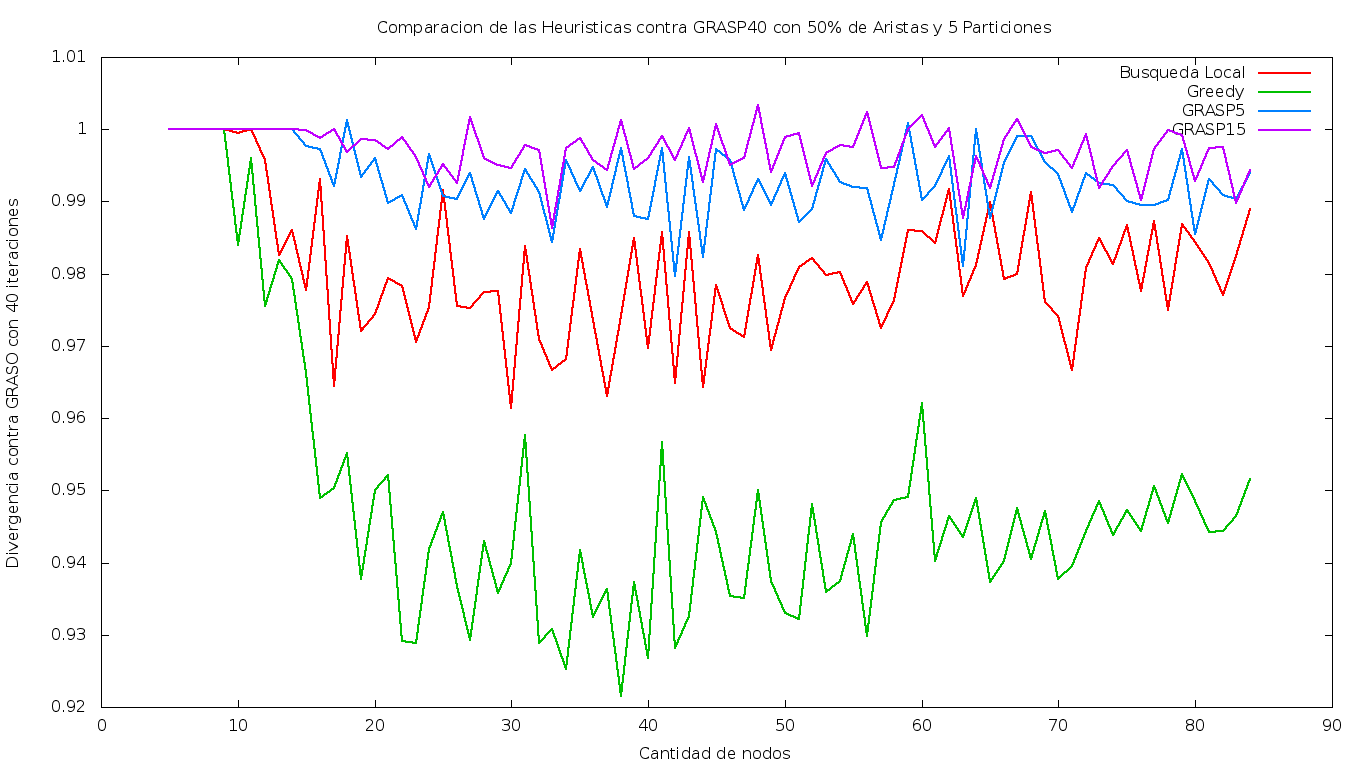 Comparacion de las Heuristicas contra GRASP40 con 50% de Aristas y 5 Particiones
Divergencia contra GRASO con 40 iteraciones
1.01
1
0.99
0.98
0.97
0.96
0.95
0.94
0.93
0.92
Busqueda Local
Greedy
GRASP5
GRASP15
0 10 20 30 40 50 60 70 80 90
Cantidad de nodos